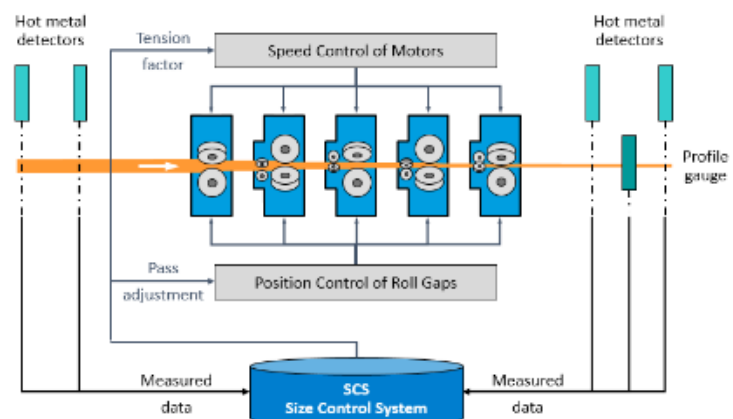 Hot metal
detectors
Hot metal
detectors
Tension
factor
Speed Control of Motors
Profile
gauge
Pass
adjustment
Position Control of Roll Gaps
Measured
data
SCS
Size Control System
Measured
data